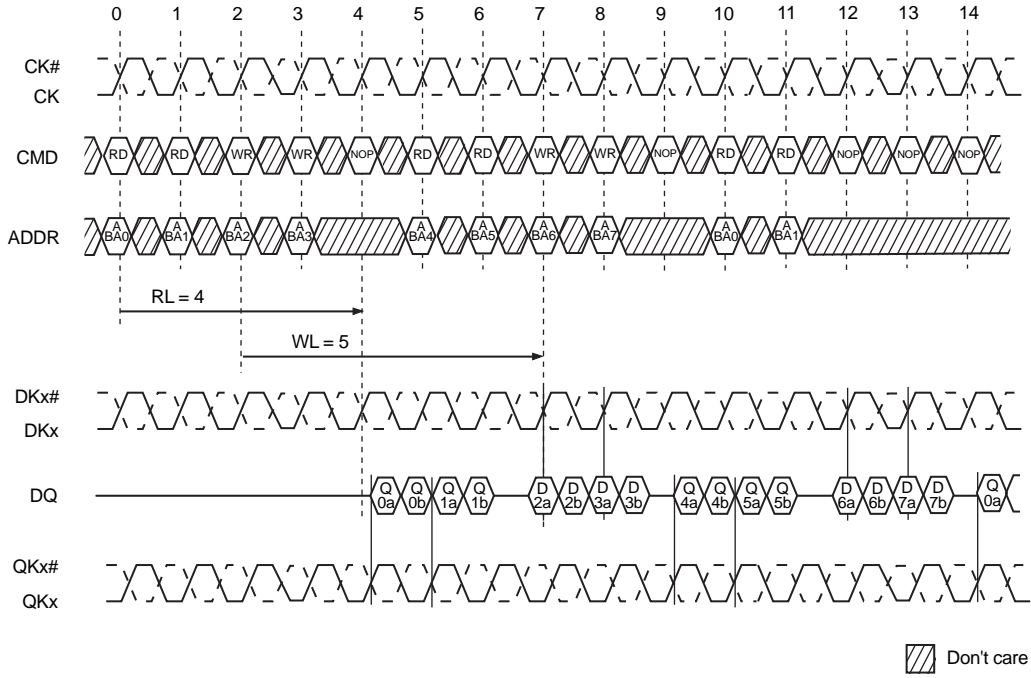 0 1 2 3 4 5 6 7 8 9 10 11 12 13 14
CK#
CK
CMD RD RD WR WR NOP RD RD WR WR NOP RD RD NOP NOP NOP
ADDR A BA0 A BA1 A BA2 A BA3 A BA4 A BA5 A BA6 A BA7 A BA0 A BA1
RL = 4
WL = 5
DKx#
DKx
DQ Q 0a Q 0b Q 1a Q 1b D 2a D 2b D 3a D 3b Q 4a Q 4b Q 5a Q 5b D 6a D 6b D 7a D 7b Q 0a
QKx#
QKx
Don't care